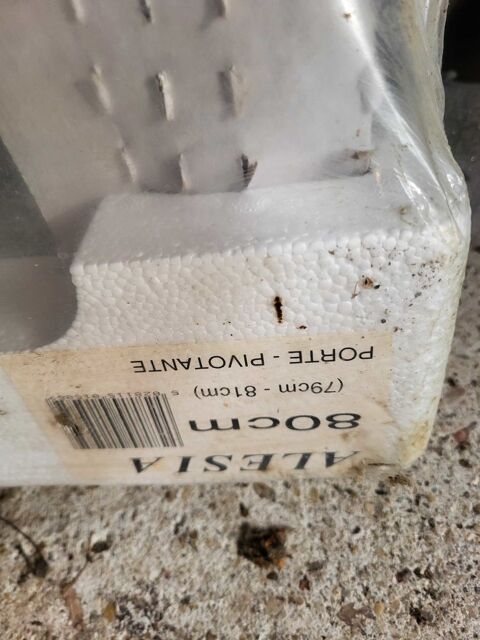 ALESIA
80cm
(79cm - 81cm)
PORTE - PIVOTANTE